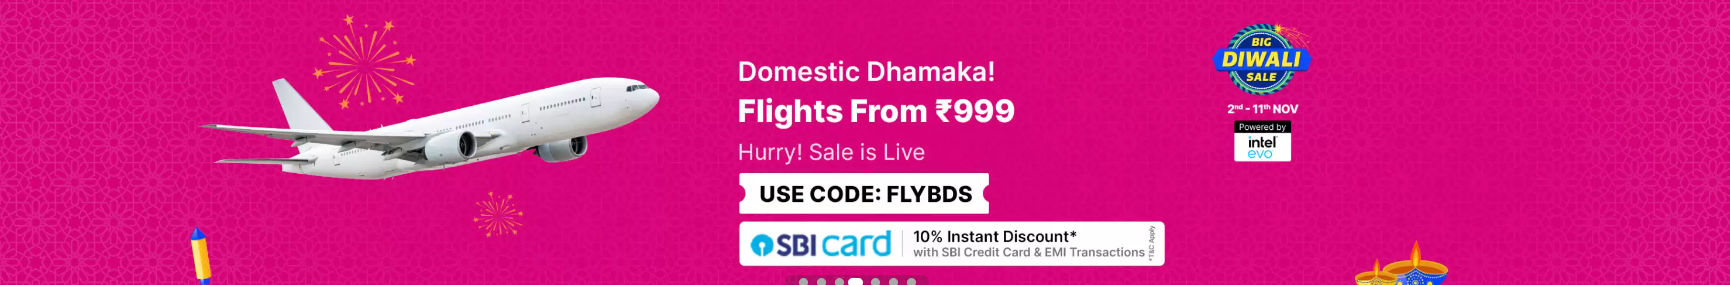 Domestic Dhamaka!
Flights From ₹999
Hurry! Sale is Live
USE CODE: FLYBDS
SBI card
10% Instant Discount*
with SBI Credit Card & EMI Transactions
*T&C Apply
BIG
DIWALI
SALE
2nd - 11th NOV
Powered by
intel
evo